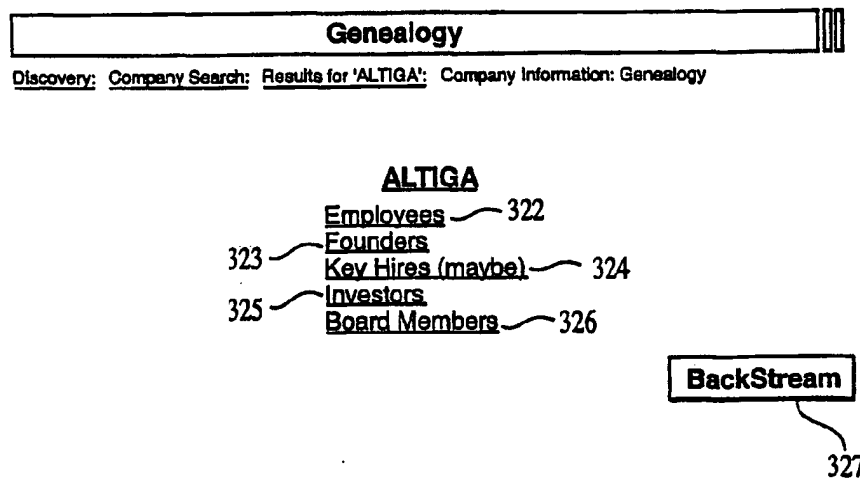 Genealogy
Discovery: Company Search: Results for 'ALTIGA': Company Information: Genealogy
ALTIGA
Employees 322
323 Founders
Key Hires (maybe) 324
325 Investors
Board Members 326
BackStream
327